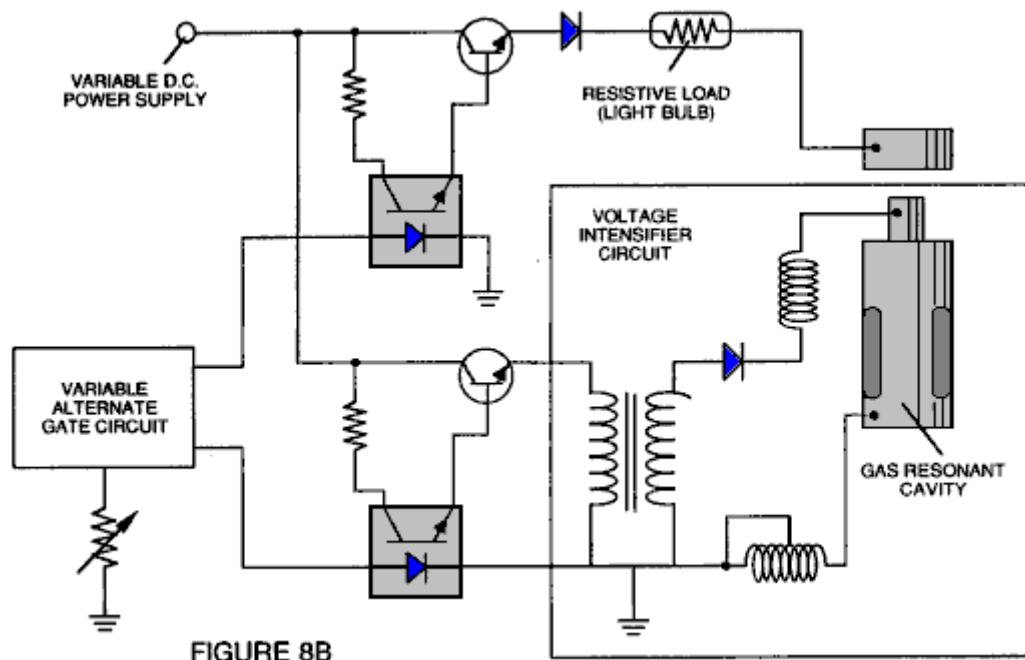 VARIABLE D.C.
POWER SUPPLY
RESISTIVE LOAD
(LIGHT BULB)
VOLTAGE
INTENSIFIER
CIRCUIT
VARIABLE
ALTERNATE
GATE CIRCUIT
GAS RESONANT
CAVITY
FIGURE 8B